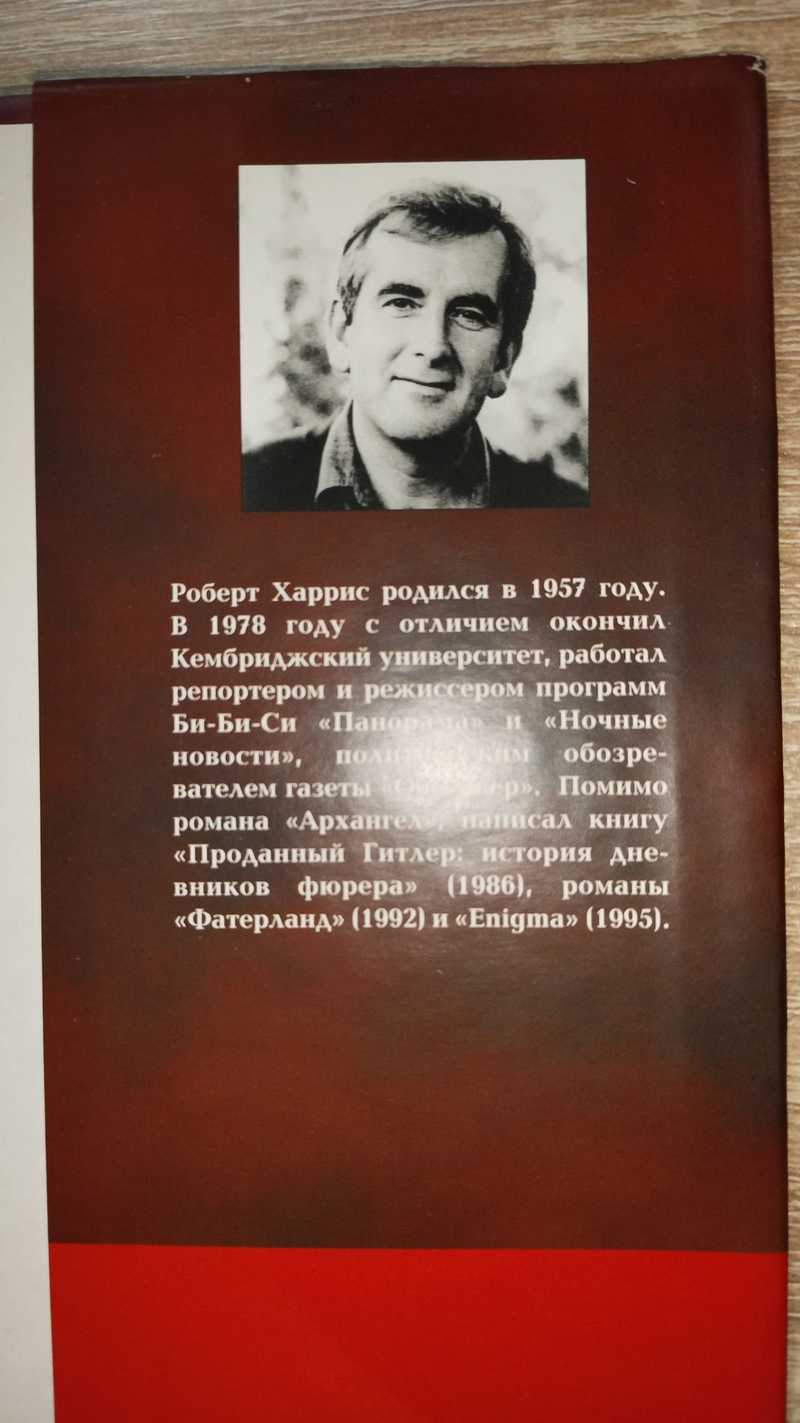 Роберт Харрис родился в 1957 году.
В 1978 году с отличием окончил
Кембриджский университет, работал
репортером и режиссером программ
Би-Би-Си «Панорама» и «Ночные
новости», политическим обозре-
вателем газеты Помимо
романа «Архангел», написал книгу
«Проданный Гитлер: история дне-
вников фюрера» (1986), романы
«Фатерланд» (1992) и «Enigma» (1995).